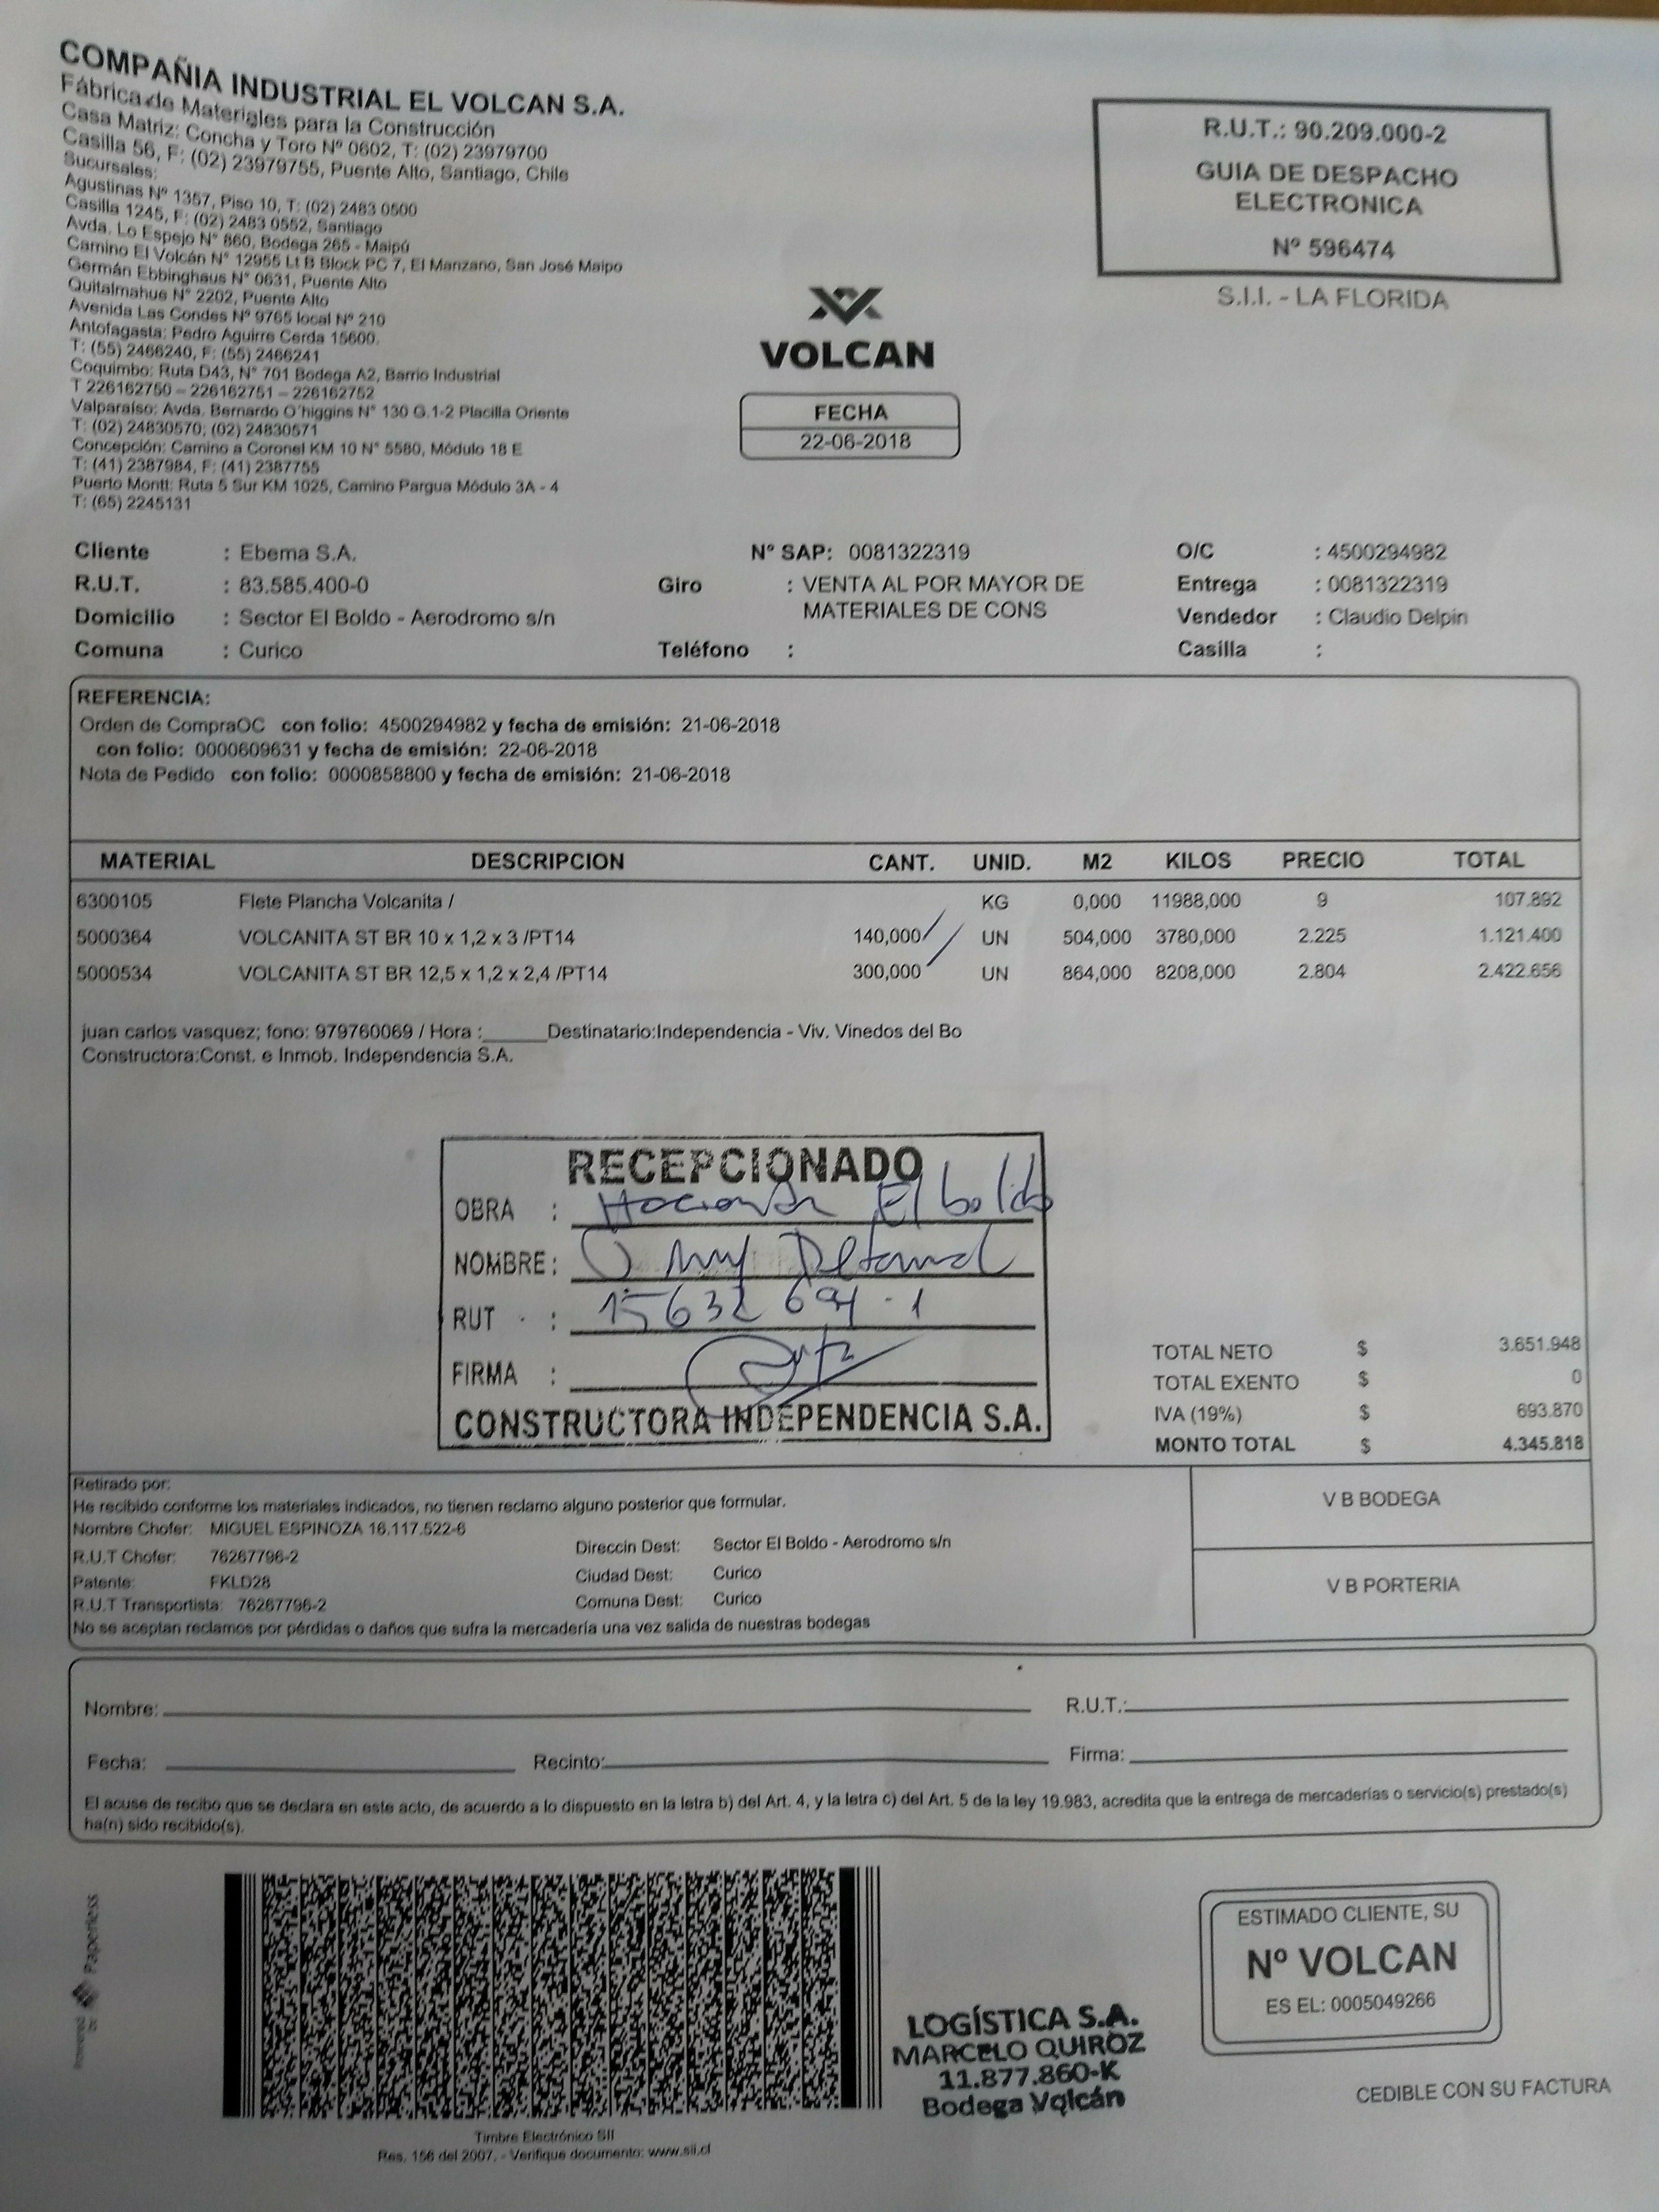 COMPAÑIA INDUSTRIAL EL VOLCAN S.A.
Fábrica de Materiales para la Construcción
Casa Matriz: Concha y Toro Nº 0602, T: (02) 23979700
Casilla 56, F: (02) 23979755, Puente Alto, Santiago, Chile
Sucursales:
Agustinas Nº 1357, Piso 10, T: (02) 2483 0500
Casilla 1245, F: (02) 2483 0552, Santiago
Avda. Lo Espejo N° 860, Bodega 265 - Maipú
Camino El Volcán N° 12955 Lt B Block PC 7, El Manzano, San José Maipo
Germán Ebbinghaus N° 0631, Puente Alto
Quitalmahue N° 2202, Puente Alto
Avenida Las Condes Nº 9765 local Nº 210
Antofagasta: Pedro Aguirre Cerda 15600.
T: (55) 2466240, F: (55) 2466241
Coquimbo: Ruta D43, N° 701 Bodega A2, Barrio Industrial
T 226162750 – 226162751 – 226162752
Valparaíso: Avda. Bernardo O´higgins N° 130 G.1-2 Placilla Oriente
T: (02) 24830570; (02) 24830571
Concepción: Camino a Coronel KM 10 N° 5580, Módulo 18 E
T: (41) 2387984, F: (41) 2387755
Puerto Montt: Ruta 5 Sur KM 1025, Camino Pargua Módulo 3A - 4
T: (65) 2245131
R.U.T.: 90.209.000-2
GUIA DE DESPACHO
ELECTRONICA
Nº 596474
S.I.I. - LA FLORIDA
VOLCAN
FECHA
22-06-2018
Cliente : Ebema S.A. N° SAP: 0081322319 O/C : 4500294982
R.U.T. : 83.585.400-0 Giro : VENTA AL POR MAYOR DE Entrega : 0081322319
MATERIALES DE CONS
Domicilio : Sector El Boldo - Aerodromo s/n Vendedor : Claudio Delpin
Comuna : Curico Teléfono : Casilla :
REFERENCIA:
Orden de CompraOC con folio: 4500294982 y fecha de emisión: 21-06-2018
con folio: 0000609631 y fecha de emisión: 22-06-2018
Nota de Pedido con folio: 0000858800 y fecha de emisión: 21-06-2018
MATERIAL DESCRIPCION CANT. UNID. M2 KILOS PRECIO TOTAL
6300105 Flete Plancha Volcanita / KG 0,000 11988,000 9 107.892
5000364 VOLCANITA ST BR 10 x 1,2 x 3 /PT14 140,000 UN 504,000 3780,000 2.225 1.121.400
5000534 VOLCANITA ST BR 12,5 x 1,2 x 2,4 /PT14 300,000 UN 864,000 8208,000 2.804 2.422.656
juan carlos vasquez; fono: 979760069 / Hora :______Destinatario:Independencia - Viv. Vinedos del Bo
Constructora:Const. e Inmob. Independencia S.A.
RECEPCIONADO
OBRA : Hacienda El boldo
NOMBRE :
RUT :
FIRMA :
CONSTRUCTORA INDEPENDENCIA S.A.
TOTAL NETO $ 3.651.948
TOTAL EXENTO $ 0
IVA (19%) $ 693.870
MONTO TOTAL $ 4.345.818
Retirado por:
He recibido conforme los materiales indicados, no tienen reclamo alguno posterior que formular.
Nombre Chofer: MIGUEL ESPINOZA 16.117.522-6
R.U.T Chofer: 76267796-2
Patente: FKLD28
R.U.T Transportista: 76267796-2
Direccin Dest: Sector El Boldo - Aerodromo s/n
Ciudad Dest: Curico
Comuna Dest: Curico
No se aceptan reclamos por pérdidas o daños que sufra la mercadería una vez salida de nuestras bodegas
V B BODEGA
V B PORTERIA
Nombre: R.U.T.:
Fecha: Recinto: Firma:
El acuse de recibo que se declara en este acto, de acuerdo a lo dispuesto en la letra b) del Art. 4, y la letra c) del Art. 5 de la ley 19.983, acredita que la entrega de mercaderías o servicio(s) prestado(s)
ha(n) sido recibido(s).
Powered by Paperless
Timbre Electrónico SII
Res. 156 del 2007. - Verifique documento: www.sii.cl
LOGÍSTICA S.A.
MARCELO QUIROZ
11.877.860-K
Bodega Volcán
ESTIMADO CLIENTE, SU
Nº VOLCAN
ES EL: 0005049266
CEDIBLE CON SU FACTURA